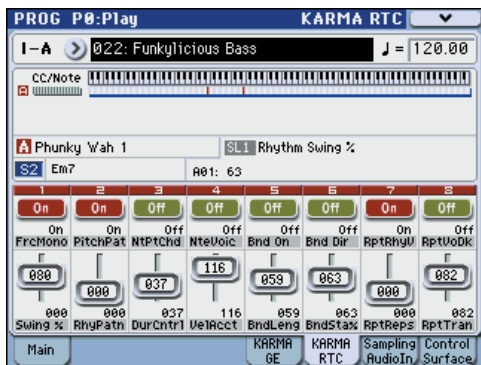 PROG P0:Play KARMA RTC
I-A 022: Funkylicious Bass ♩= 120.00
CC/Note
A
A Phunky Wah 1 SL1 Rhythm Swing %
S2 Em7 A01: 63
1 2 3 4 5 6 7 8
On On Off Off Off Off On Off
On On Off Off Off Off On Off
FrcMono PitchPat NtPtChd NteVoic Bnd On Bnd Dir RptRhyV RptVoDk
080 000 037 116 059 063 000 082
000 000 037 116 059 063 000 082
Swing % RhyPatn DurCntrl VelAcct BndLeng BndSta% RptReps RptTran
Main KARMA GE KARMA RTC Sampling AudioIn Control Surface